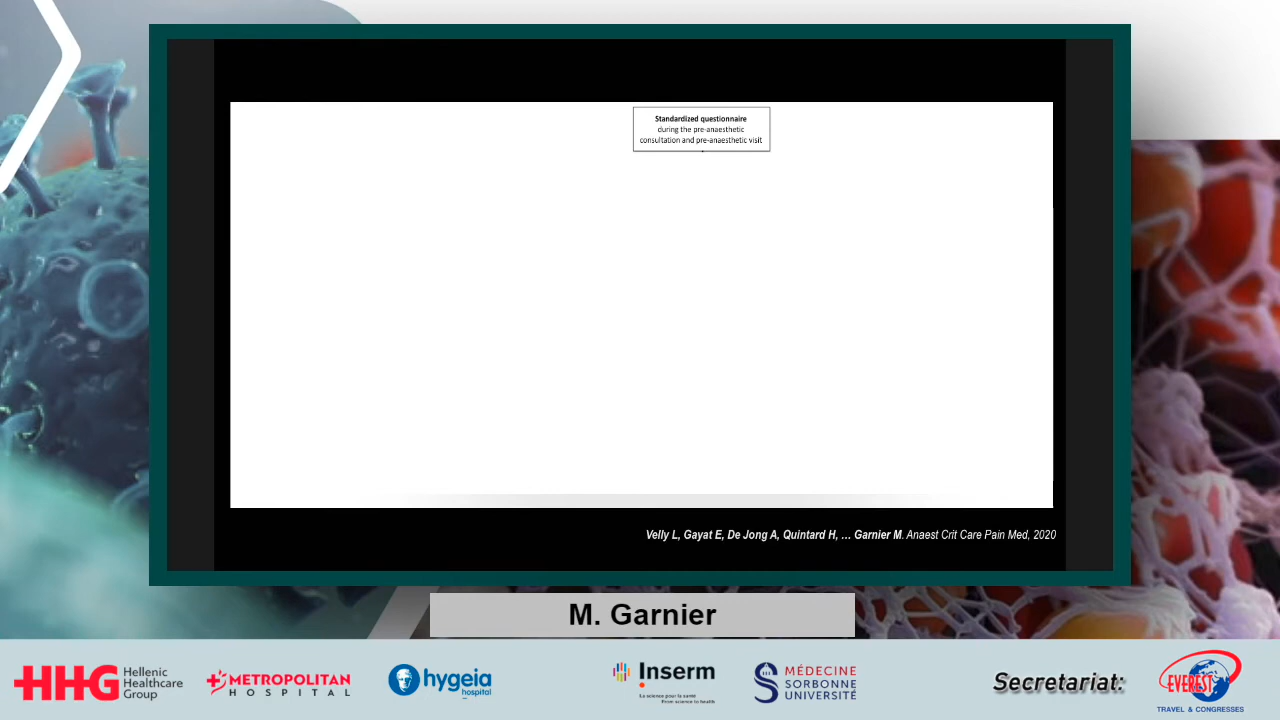 Standardized questionnaire
during the pre-anaesthetic
consultation and pre-anaesthetic visit
Velly L, Gayat E, De Jong A, Quintard H, … Garnier M. Anaest Crit Care Pain Med, 2020
M. Garnier
HHG Hellenic
Healthcare
Group
METROPOLITAN
HOSPITAL
hygeia
hospital
Inserm
La science pour la santé
From science to health
MÉDECINE
SORBONNE
UNIVERSITÉ
Secretariat:
EVEREST
TRAVEL & CONGRESSES